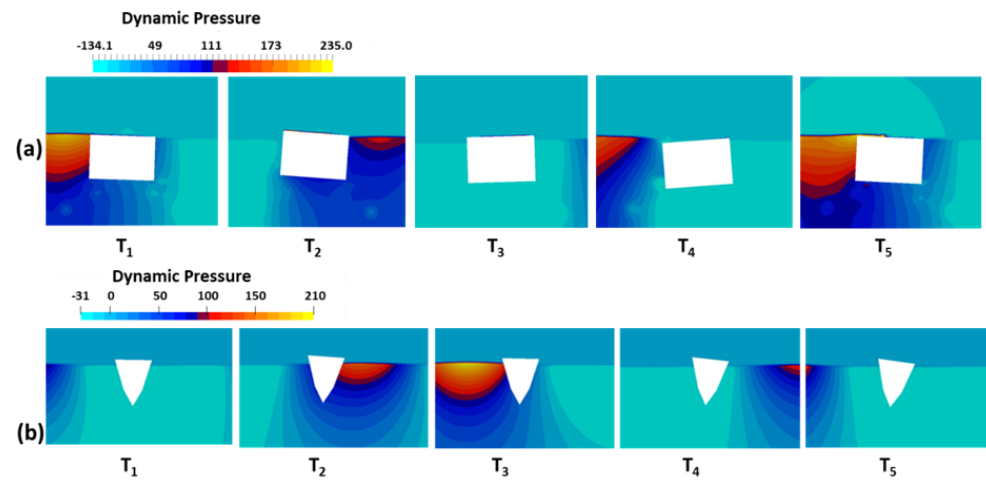 Dynamic Pressure
-134.1 49 111 173 235.0
(a)
T₁ T₂ T₃ T₄ T₅
Dynamic Pressure
-31 0 50 100 150 210
(b)
T₁ T₂ T₃ T₄ T₅